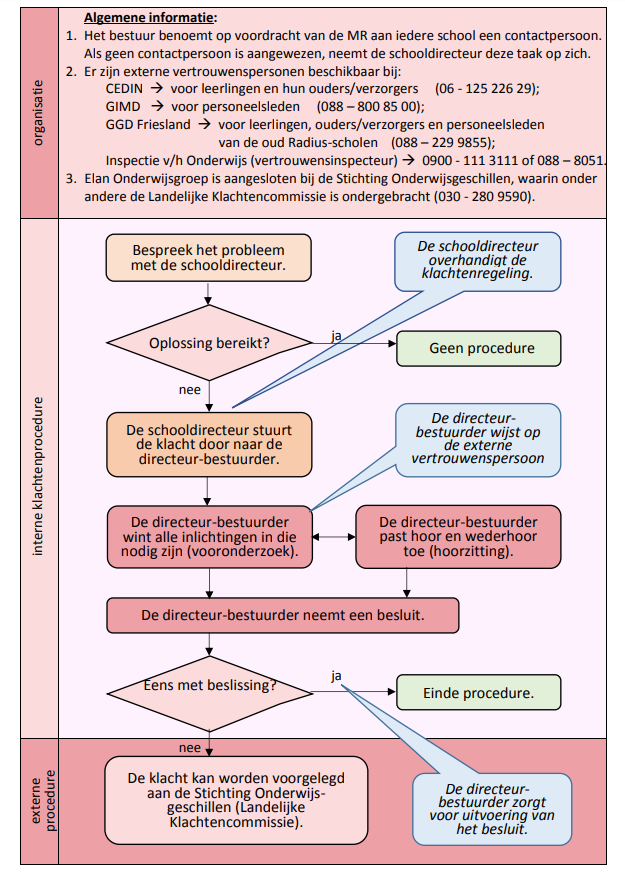 Algemene informatie:
1. Het bestuur benoemt op voordracht van de MR aan iedere school een contactpersoon.
Als geen contactpersoon is aangewezen, neemt de schooldirecteur deze taak op zich.
2. Er zijn externe vertrouwenspersonen beschikbaar bij:
CEDIN → voor leerlingen en hun ouders/verzorgers (06 - 125 226 29);
GIMD → voor personeelsleden (088 – 800 85 00);
GGD Friesland → voor leerlingen, ouders/verzorgers en personeelsleden
van de oud Radius-scholen (088 – 229 9855);
Inspectie v/h Onderwijs (vertrouwensinspecteur) → 0900 - 111 3111 of 088 – 8051.
3. Elan Onderwijsgroep is aangesloten bij de Stichting Onderwijsgeschillen, waarin onder
andere de Landelijke Klachtencommissie is ondergebracht (030 - 280 9590).
organisatie
Bespreek het probleem
met de schooldirecteur.
De schooldirecteur
overhandigt de
klachtenregeling.
Oplossing bereikt?
ja
Geen procedure
nee
De schooldirecteur stuurt
de klacht door naar de
directeur-bestuurder.
De directeur-
bestuurder wijst op
de externe
vertrouwenspersoon
interne klachtenprocedure
De directeur-bestuurder
wint alle inlichtingen in die
nodig zijn (vooronderzoek).
De directeur-bestuurder
past hoor en wederhoor
toe (hoorzitting).
De directeur-bestuurder neemt een besluit.
Eens met beslissing?
ja
Einde procedure.
nee
externe
procedure
De klacht kan worden voorgelegd
aan de Stichting Onderwijs-
geschillen (Landelijke
Klachtencommissie).
De directeur-
bestuurder zorgt
voor uitvoering van
het besluit.